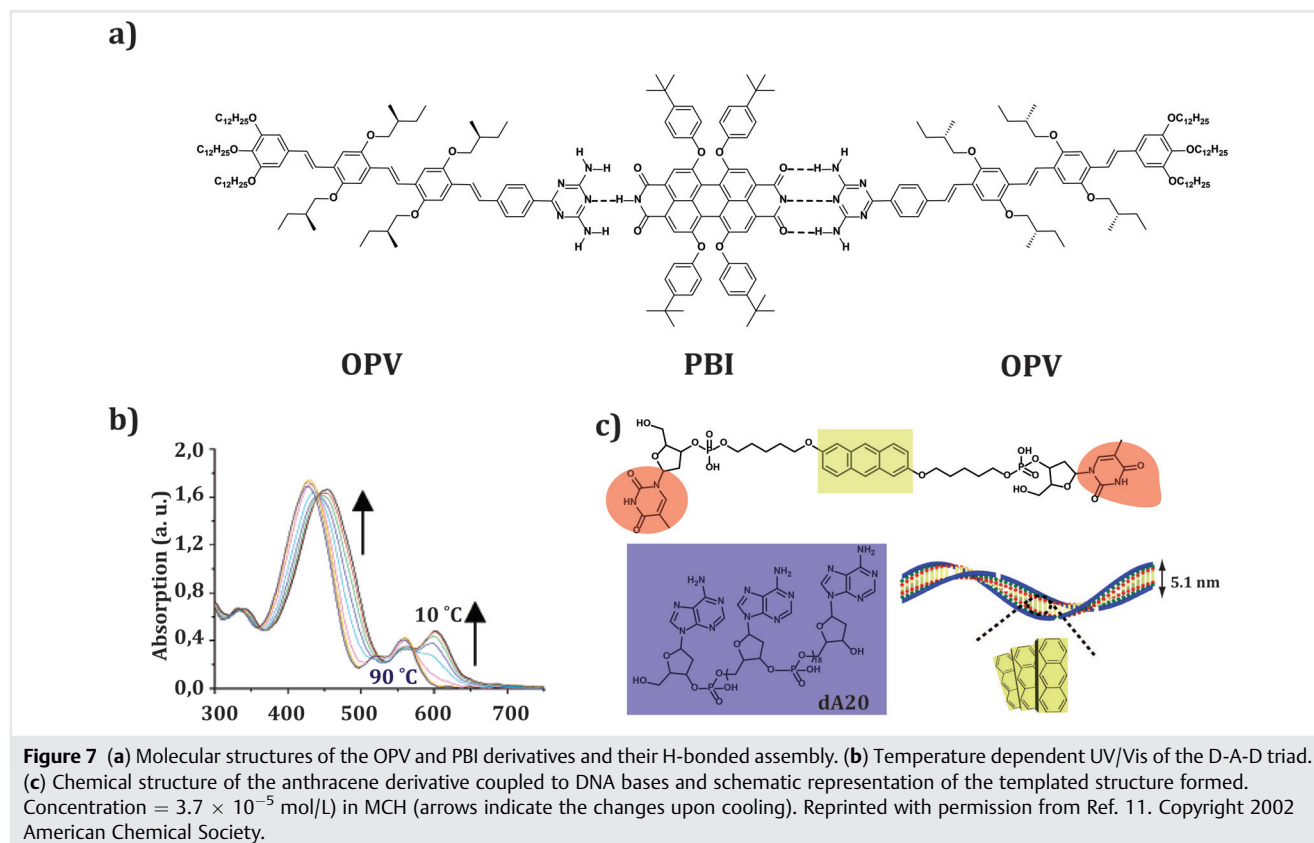 a)
C12H25O
C12H25O
C12H25O
O
O
O
O
H
N
H
N
N
N
N
H
H
H N
O
O
O
O
O
O
O
O
N
O
O
H
N
H
N
N
N
N
H
H
O
O
O
O
OC12H25
OC12H25
OC12H25
OPV
PBI
OPV
b)
Absorption (a. u.)
2,0
1,6
1,2
0,8
0,4
0,0
300
400
500
600
700
10 °C
90 °C
c)
HO
O
O
P
O
OH
O
O
O
O
N
HN
O
O
O
P
O
OH
O
HO
O
N
NH
O
O
NH2
NH2
H2N
N
N
N
N
N
N
N
N
N
N
N
N
O
O
O
HO
O
P
OH
O
O
O
P
OH
O
O
OH
dA20
5.1 nm
Figure 7 (a) Molecular structures of the OPV and PBI derivatives and their H-bonded assembly. (b) Temperature dependent UV/Vis of the D-A-D triad.
(c) Chemical structure of the anthracene derivative coupled to DNA bases and schematic representation of the templated structure formed.
Concentration = 3.7 × 10−5 mol/L) in MCH (arrows indicate the changes upon cooling). Reprinted with permission from Ref. 11. Copyright 2002
American Chemical Society.